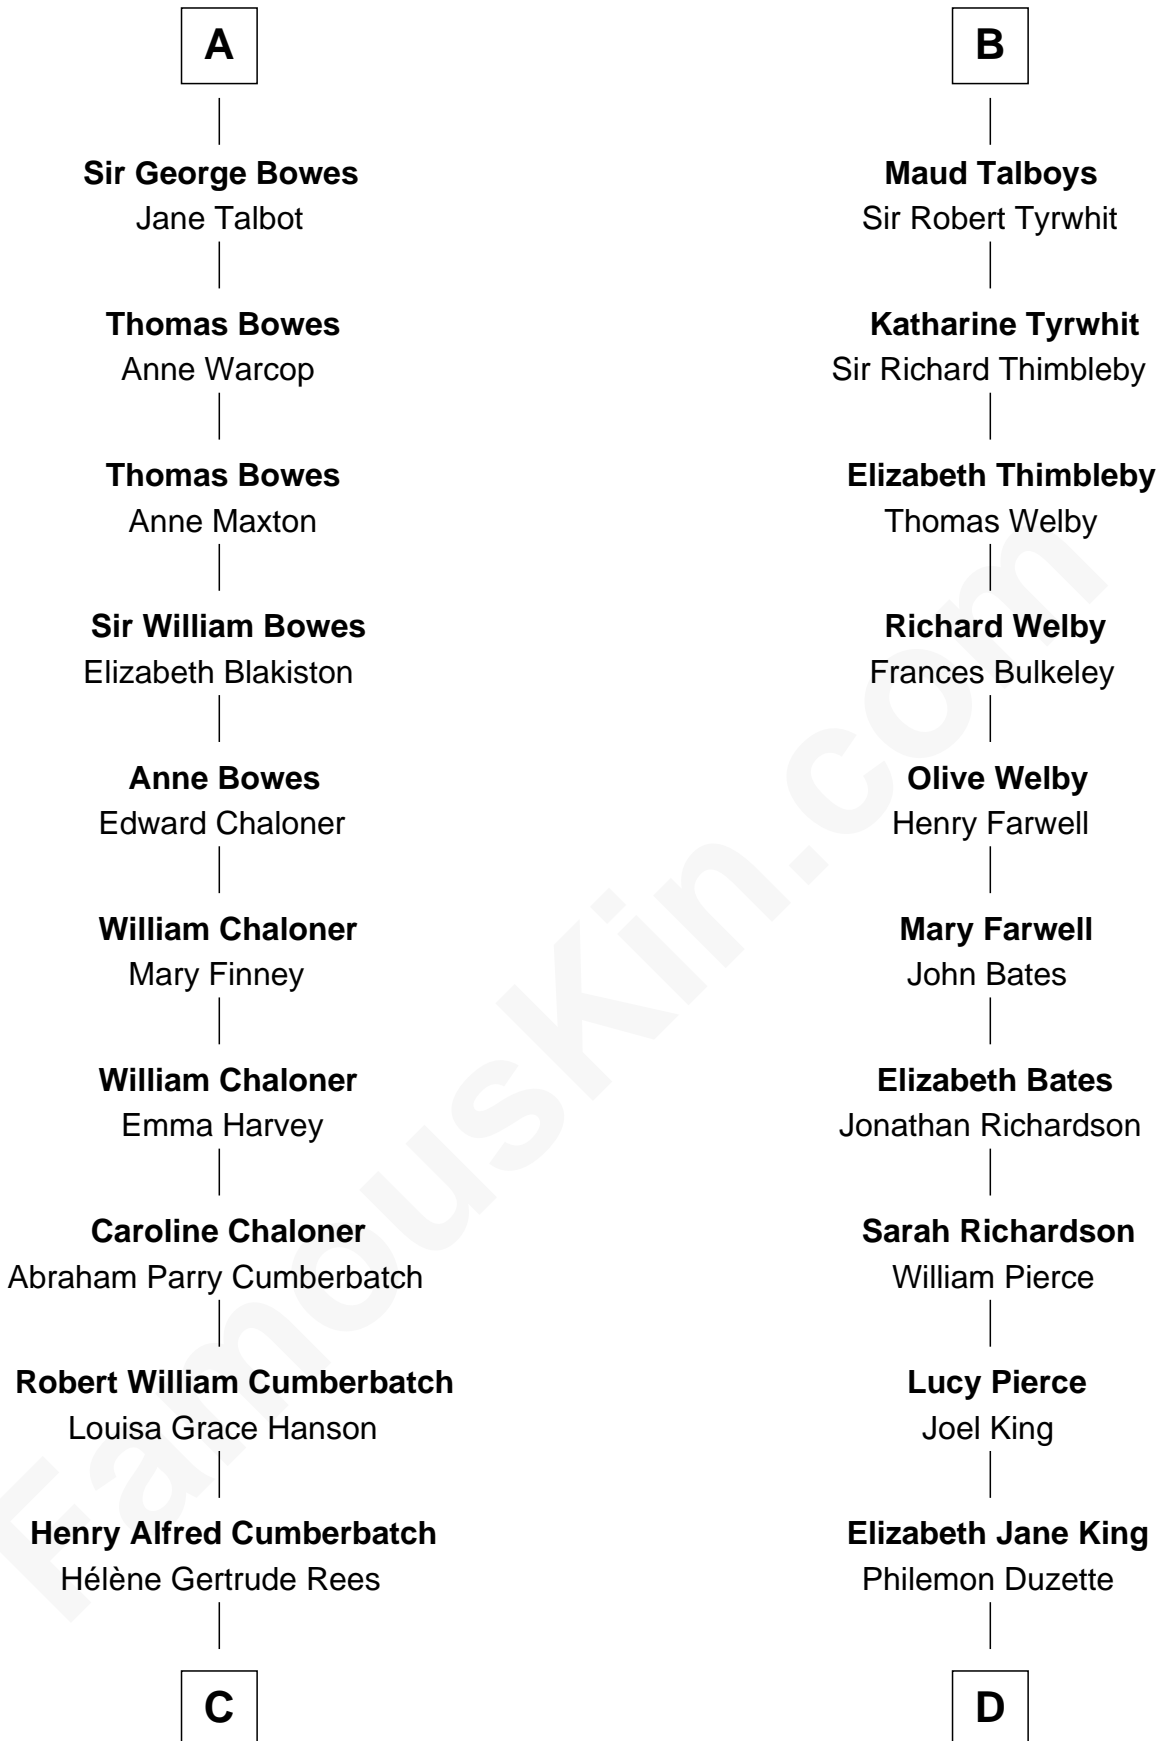 A
Sir George Bowes
Jane Talbot
Thomas Bowes
Anne Warcop
Thomas Bowes
Anne Maxton
Sir William Bowes
Elizabeth Blakiston
Anne Bowes
Edward Chaloner
William Chaloner
Mary Finney
William Chaloner
Emma Harvey
Caroline Chaloner
Abraham Parry Cumberbatch
Robert William Cumberbatch
Louisa Grace Hanson
Henry Alfred Cumberbatch
Hélène Gertrude Rees
C
B
Maud Talboys
Sir Robert Tyrwhit
Katharine Tyrwhit
Sir Richard Thimbleby
Elizabeth Thimbleby
Thomas Welby
Richard Welby
Frances Bulkeley
Olive Welby
Henry Farwell
Mary Farwell
John Bates
Elizabeth Bates
Jonathan Richardson
Sarah Richardson
William Pierce
Lucy Pierce
Joel King
Elizabeth Jane King
Philemon Duzette
D
FamousKin.com